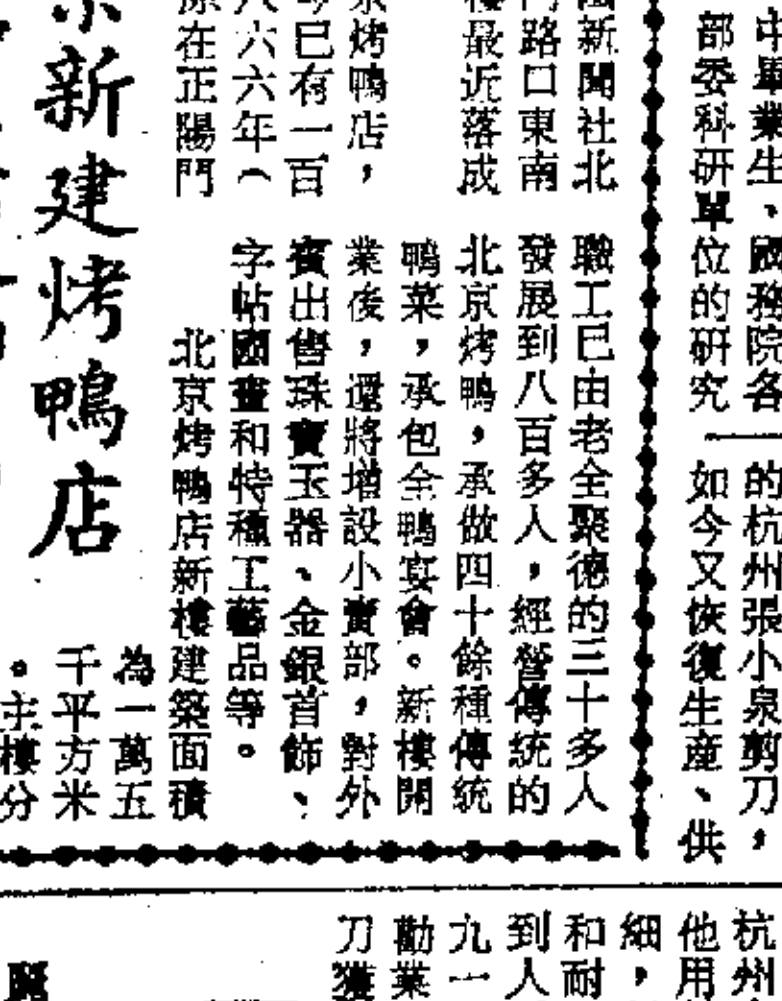 中畢業生、國務院各
部委科研單位的研究
的杭州張小泉剪刀，
如今又恢復生產、供
新聞社北
路口東南
樓最近落成
京烤鴨店，
今已有一百
八六六年（
原在正陽門
職工已由老全聚德的三十多人
發展到八百多人，經營傳統的
北京烤鴨，承做四十餘種傳統
鴨菜，承包全鴨宴會。新樓開
業後，還將增設小賣部，對外
賓出售珠寶玉器、金銀首飾、
字帖國畫和特種工藝品等。
北京烤鴨店新樓建築面積
為一萬五
千平方米
。主樓分
京新建烤鴨店
杭州
他用
細，
和耐
到人
九一
勸業
刀獲